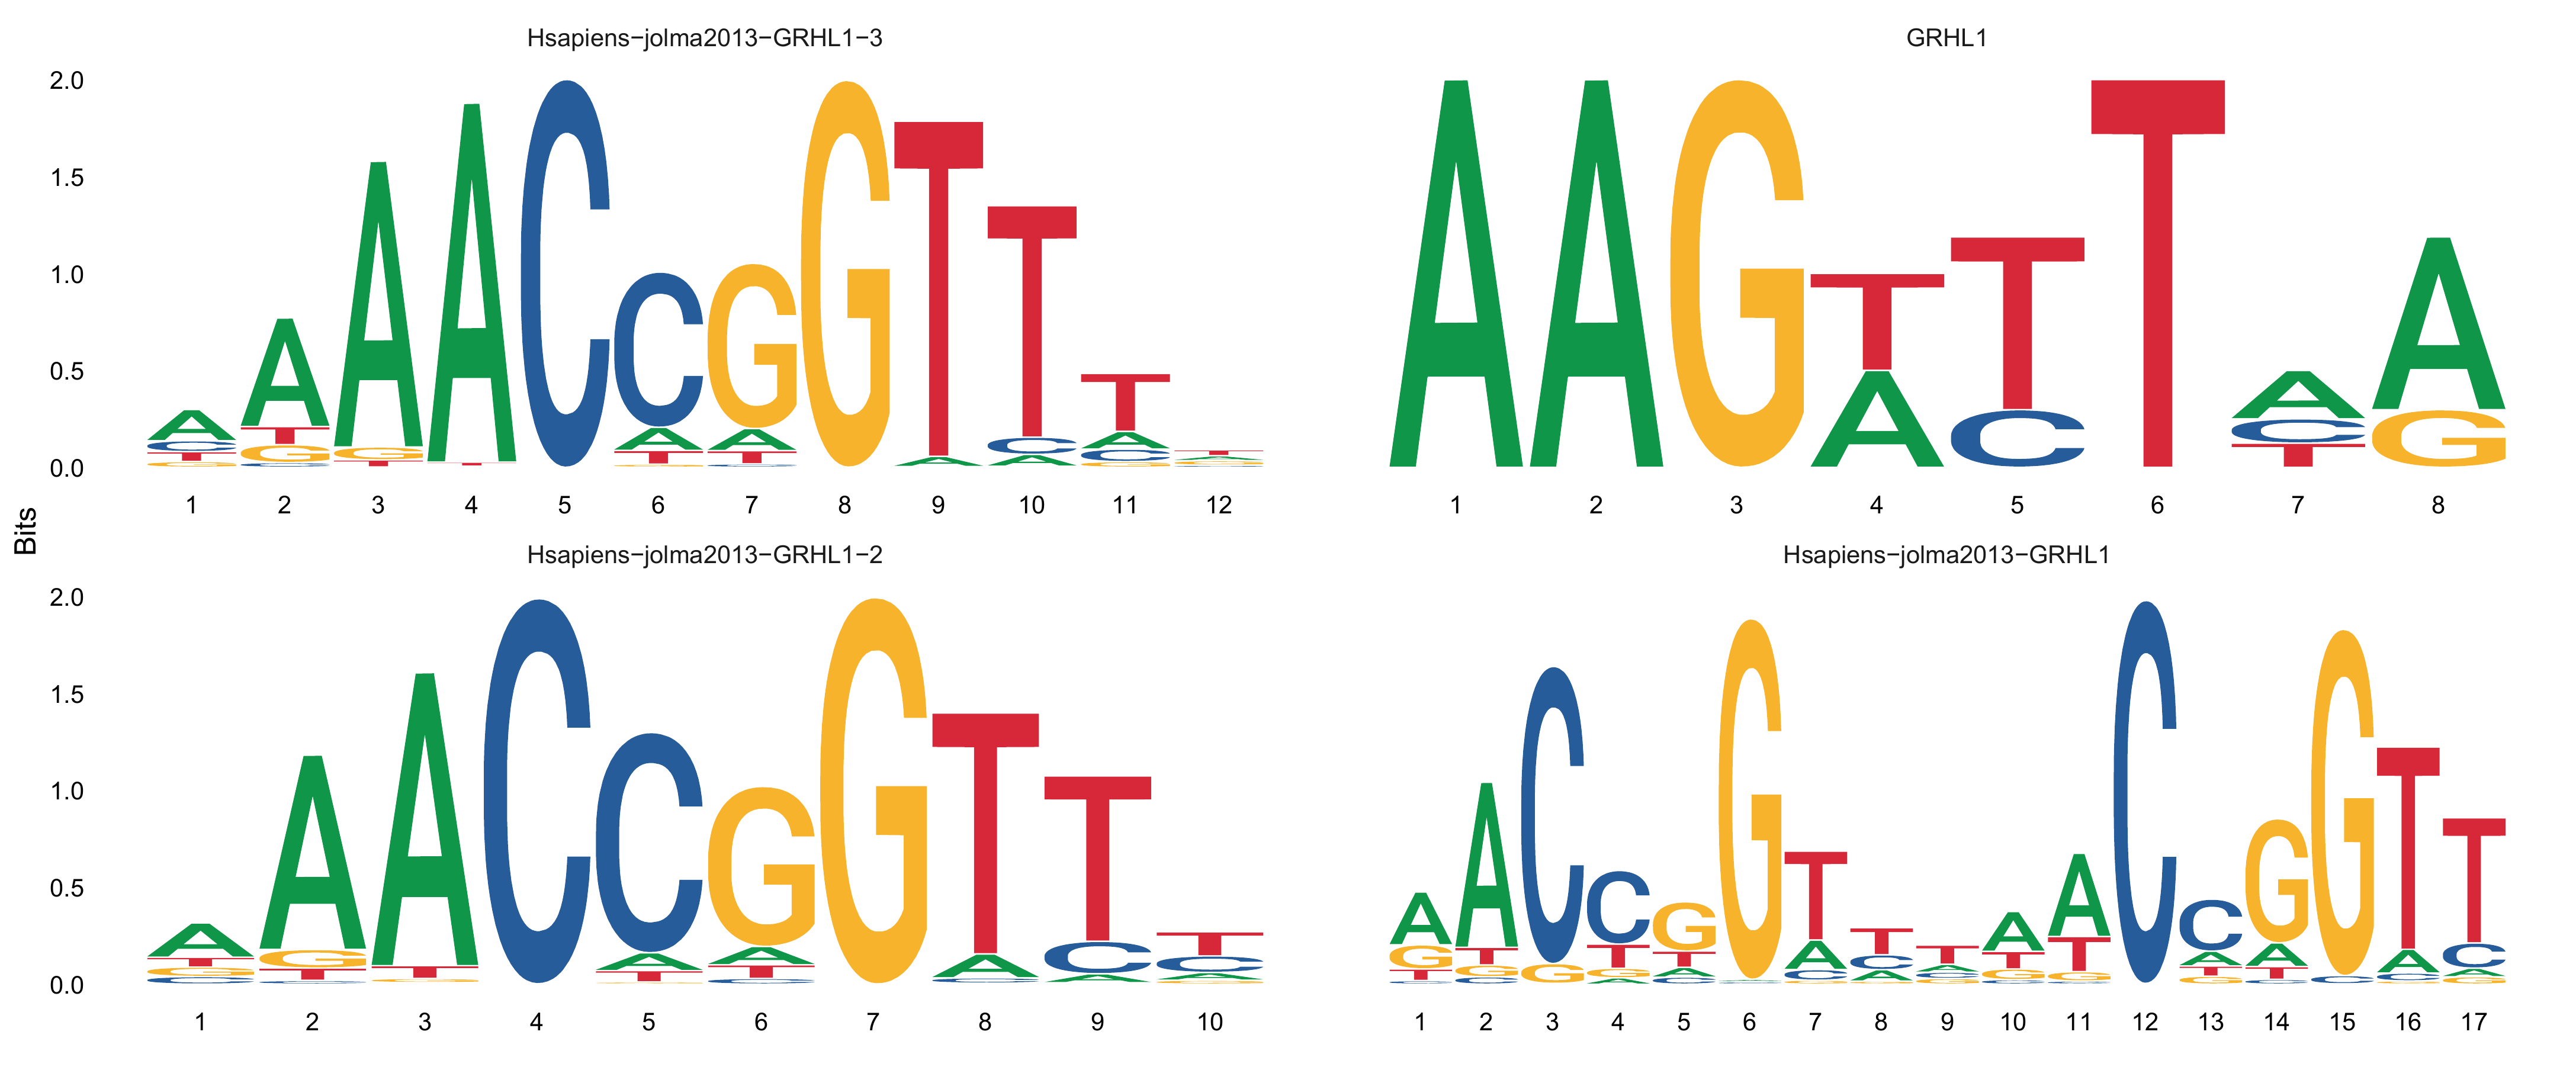 Hsapiens−jolma2013−GRHL1−3
GRHL1
2.0
1.5
1.0
0.5
0.0
1 2 3 4 5 6 7 8 9 10 11 12
1 2 3 4 5 6 7 8
Bits
Hsapiens−jolma2013−GRHL1−2
Hsapiens−jolma2013−GRHL1
2.0
1.5
1.0
0.5
0.0
1 2 3 4 5 6 7 8 9 10
1 2 3 4 5 6 7 8 9 10 11 12 13 14 15 16 17